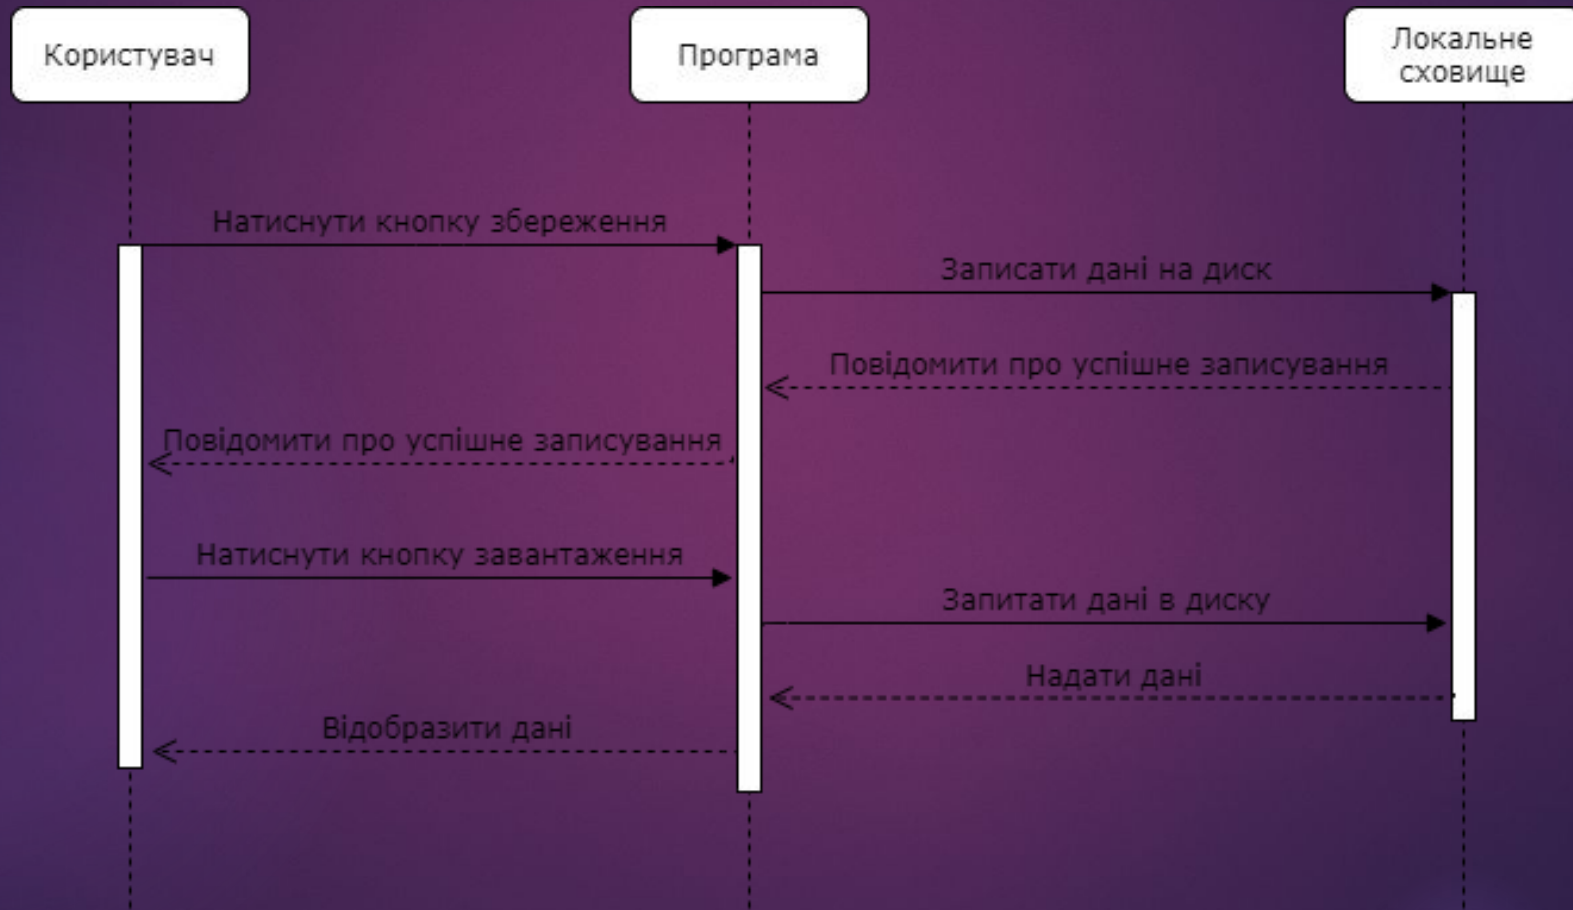 Користувач
Програма
Локальне
сховище
Натиснути кнопку збереження
Записати дані на диск
Повідомити про успішне записування
Повідомити про успішне записування
Натиснути кнопку завантаження
Запитати дані в диску
Надати дані
Відобразити дані